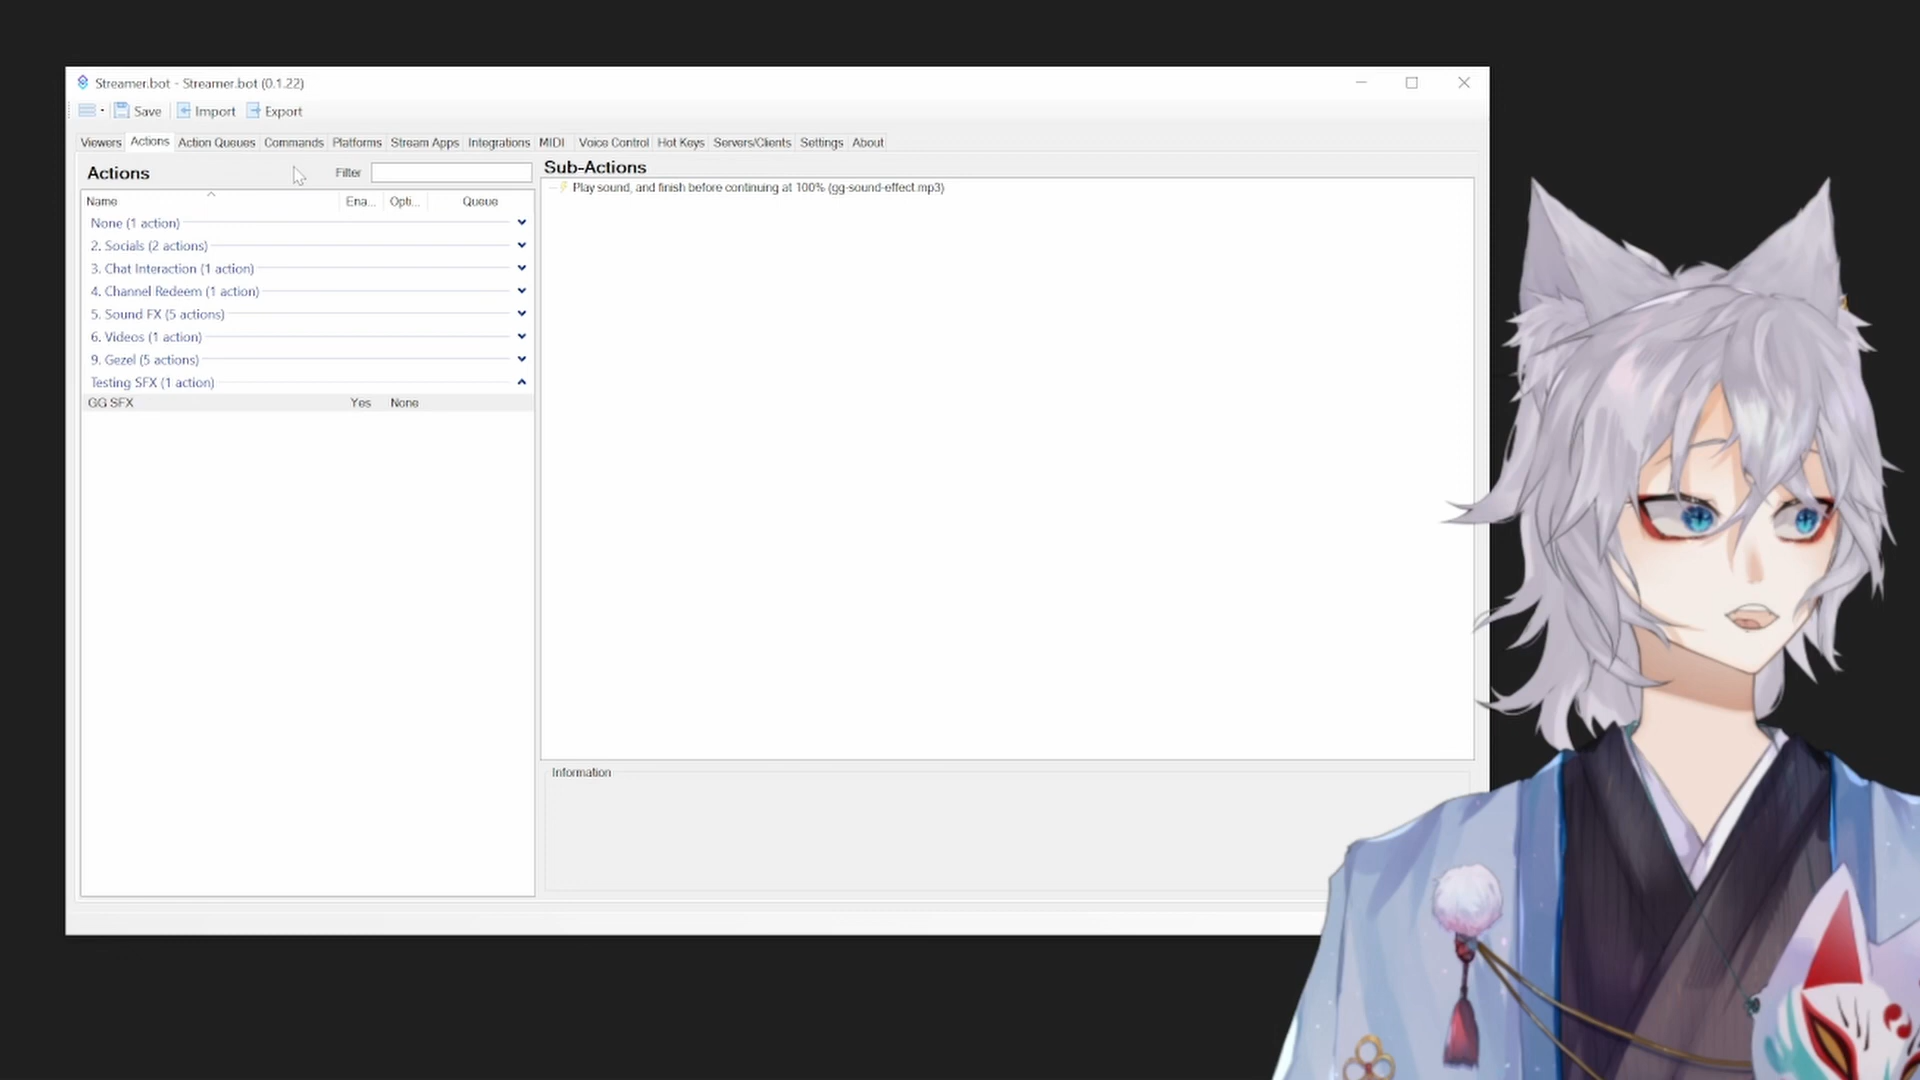 Streamer.bot - Streamer.bot (0.1.22)
Save Import Export
Viewers Actions Action Queues Commands Platforms Stream Apps Integrations MIDI Voice Control Hot Keys Servers/Clients Settings About
Actions Filter
Name Ena... Opti... Queue
None (1 action)
2. Socials (2 actions)
3. Chat Interaction (1 action)
4. Channel Redeem (1 action)
5. Sound FX (5 actions)
6. Videos (1 action)
9. Gezel (5 actions)
Testing SFX (1 action)
GG SFX Yes None
Sub-Actions
Play sound, and finish before continuing at 100% (gg-sound-effect.mp3)
Information